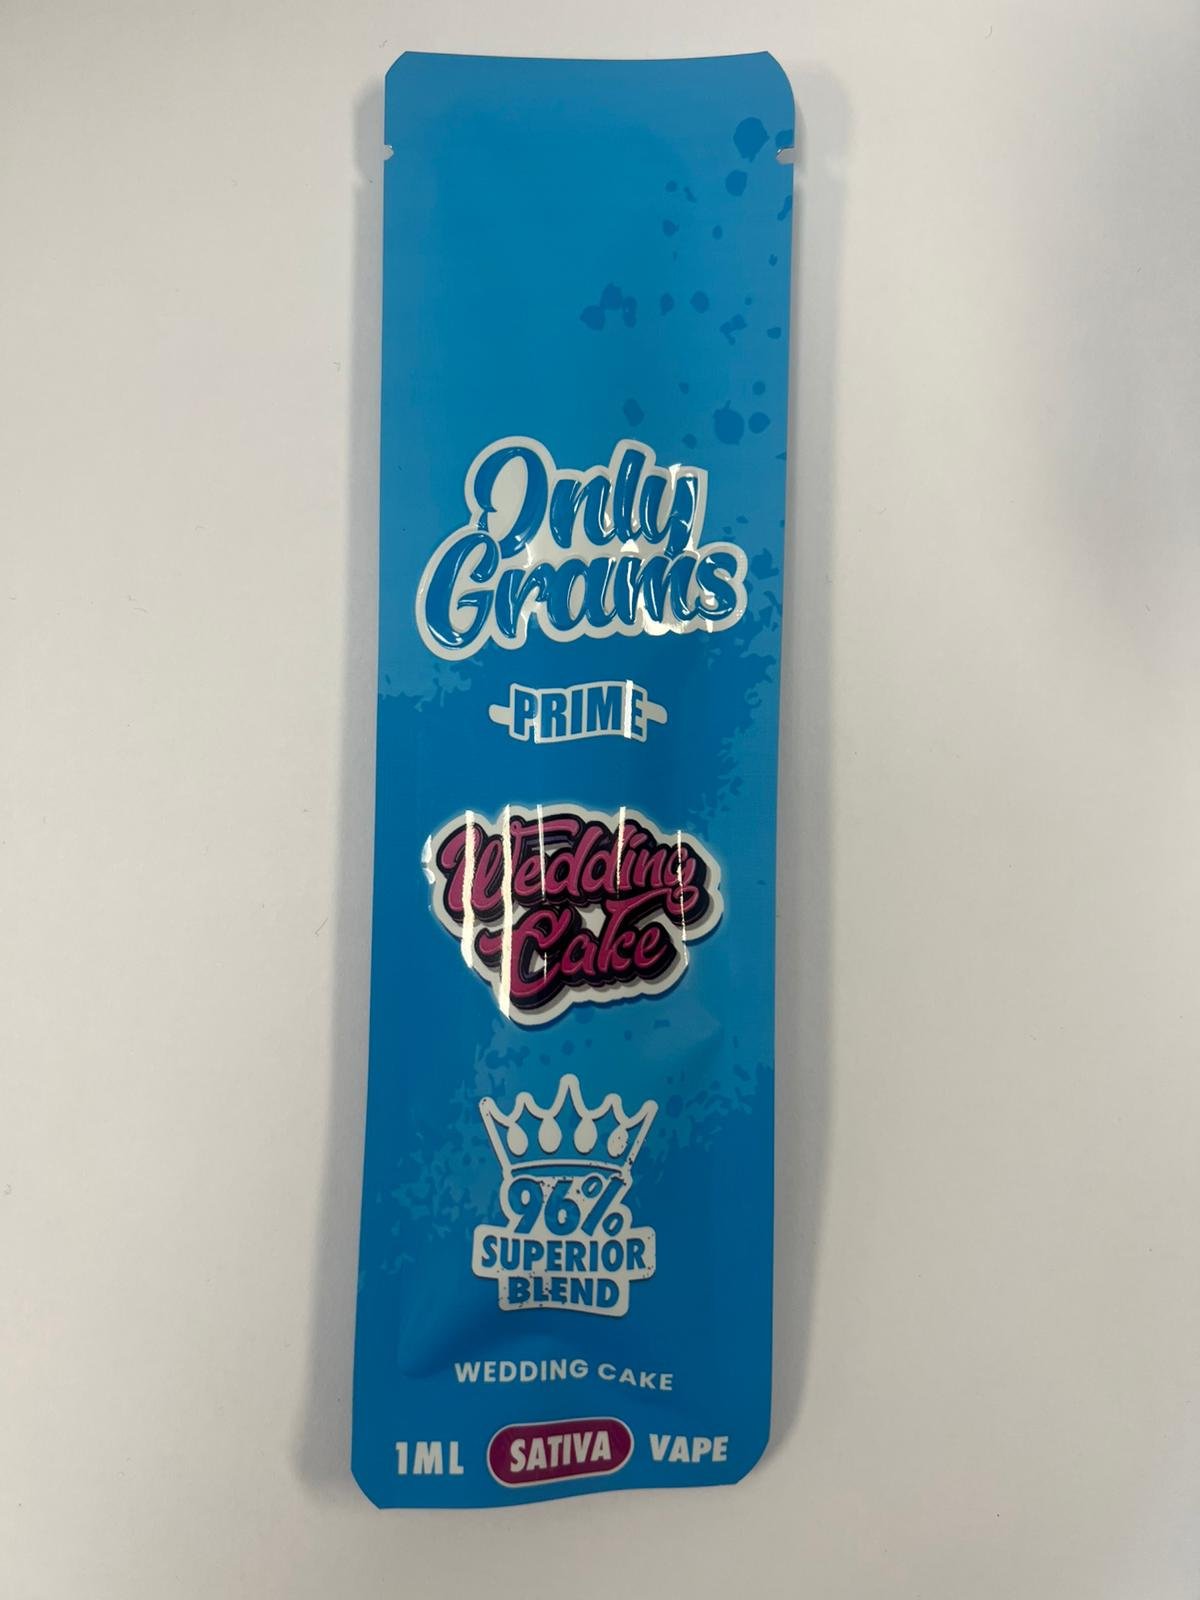 Only
Grams
PRIME
Wedding
Cake
96%
SUPERIOR
BLEND
WEDDING CAKE
1ML SATIVA VAPE